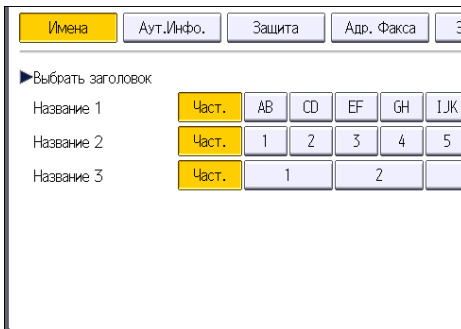 Имена Аут.Инфо. Защита Адр. Факса
►Выбрать заголовок
Название 1 Част. AB CD EF GH IJK
Название 2 Част. 1 2 3 4 5
Название 3 Част. 1 2